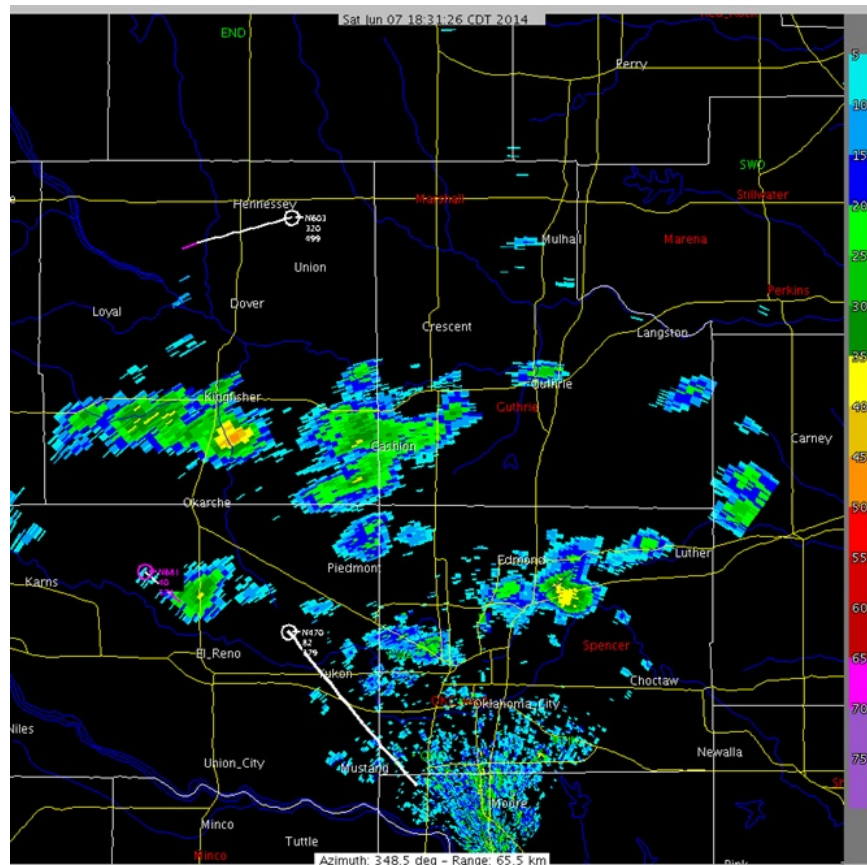 Sat Jun 07 18:31:26 CDT 2014
END
Perry
5
10
SWO
15
Hennessey
Marshall
Stillwater
20
N603
320
499
Mulhall
Marena
25
Union
Perkins
Loyal
Dover
30
Crescent
Langston
35
Kingfisher
Guthrie
Guthrie
40
Cashion
Carney
45
Okarche
50
Edmond
Luther
55
Karns
N681
40
Piedmont
60
N470
82
El_Reno
Spencer
65
Yukon
Choctaw
Oklahoma_City
70
Niles
Union_City
Mustang
Newalla
75
Moore
Minco
Tuttle
Minco
Azimuth: 348.5 deg – Range: 65.5 km